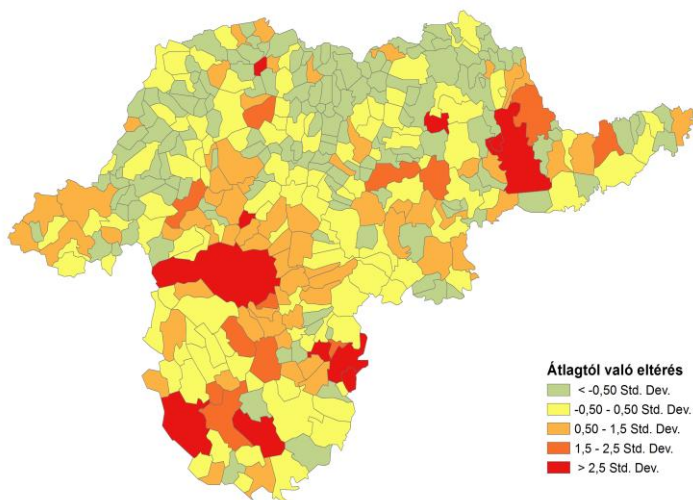 Átlagtól való eltérés
< -0,50 Std. Dev.
-0,50 - 0,50 Std. Dev.
0,50 - 1,5 Std. Dev.
1,5 - 2,5 Std. Dev.
> 2,5 Std. Dev.